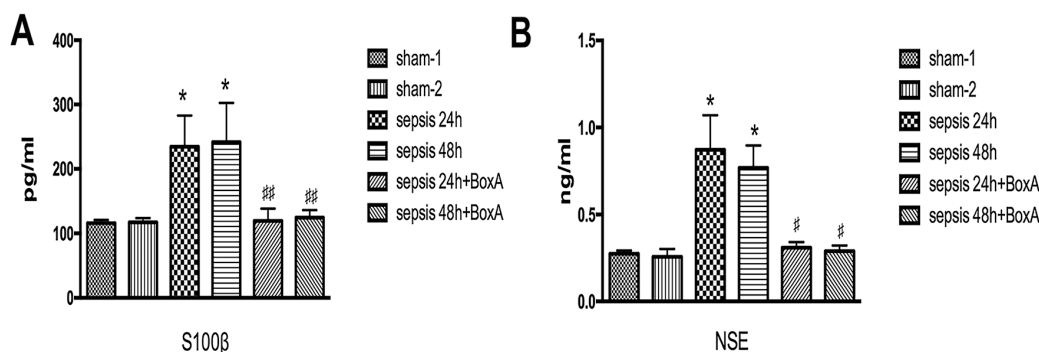 A
400
300
200
100
0
pg/ml
* *
♯♯ ♯♯
S100β
sham-1
sham-2
sepsis 24h
sepsis 48h
sepsis 24h+BoxA
sepsis 48h+BoxA
B
1.5
1.0
0.5
0.0
ng/ml
* *
♯ ♯
NSE
sham-1
sham-2
sepsis 24h
sepsis 48h
sepsis 24h+BoxA
sepsis 48h+BoxA